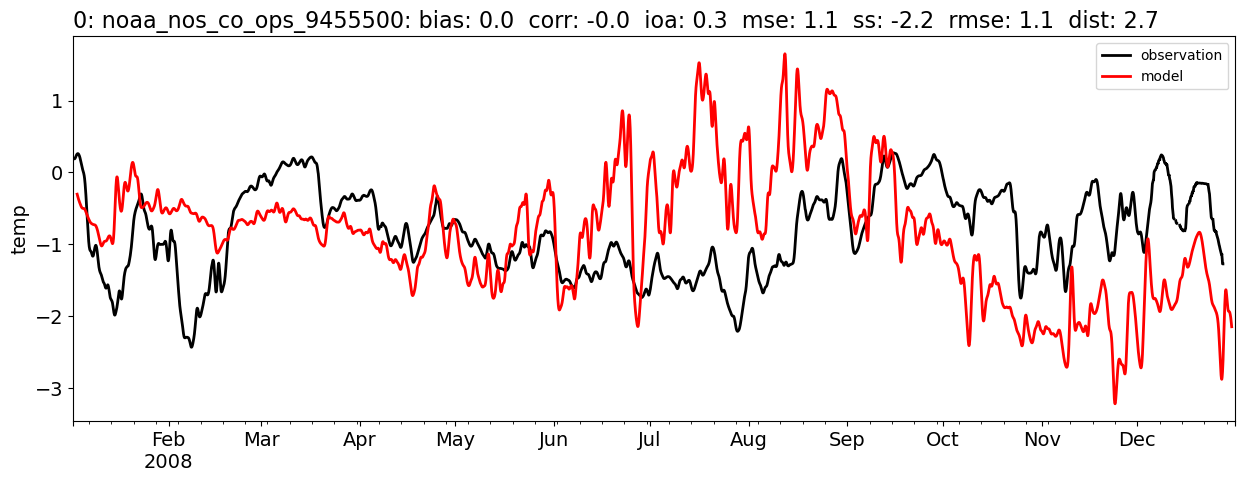 0: noaa_nos_co_ops_9455500: bias: 0.0  corr: -0.0  ioa: 0.3  mse: 1.1  ss: -2.2  rmse: 1.1  dist: 2.7
observation
model
1
0
−1
−2
−3
temp
Feb Mar Apr May Jun Jul Aug Sep Oct Nov Dec
2008